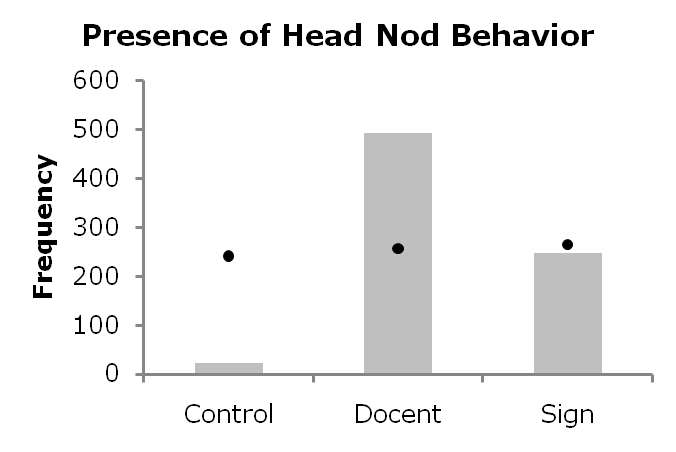 Presence of Head Nod Behavior
Frequency
600
500
400
300
200
100
0
Control Docent Sign